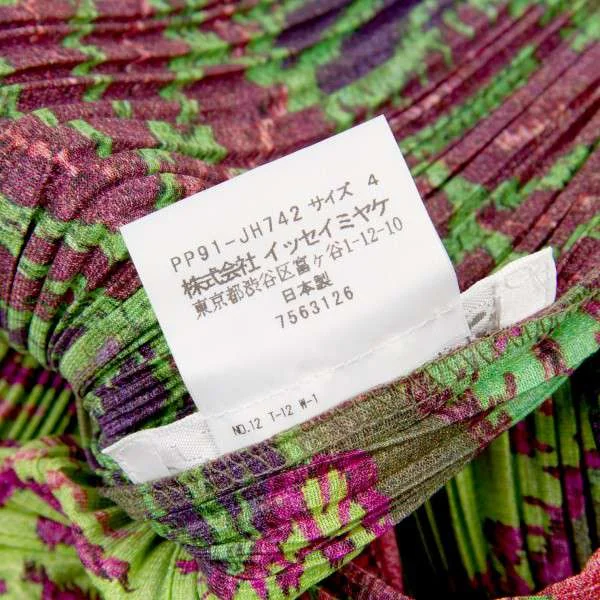 PP91-JH742 サイズ 4
株式会社 イッセイミヤケ
東京都渋谷区富ヶ谷1-12-10
日本製
7563126
NO.12 T-12 W-1